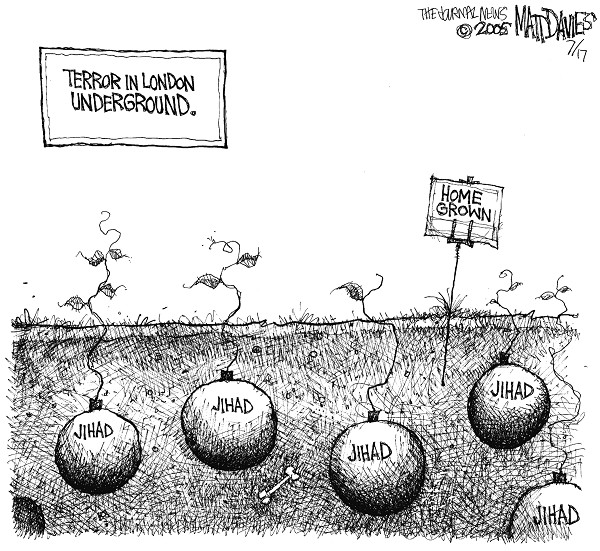 THE JOURNAL NEWS
© 2005 MATT DAVIES
7/17
TERROR IN LONDON
UNDERGROUND.
HOME
GROWN
JIHAD
JIHAD
JIHAD
JIHAD
JIHAD